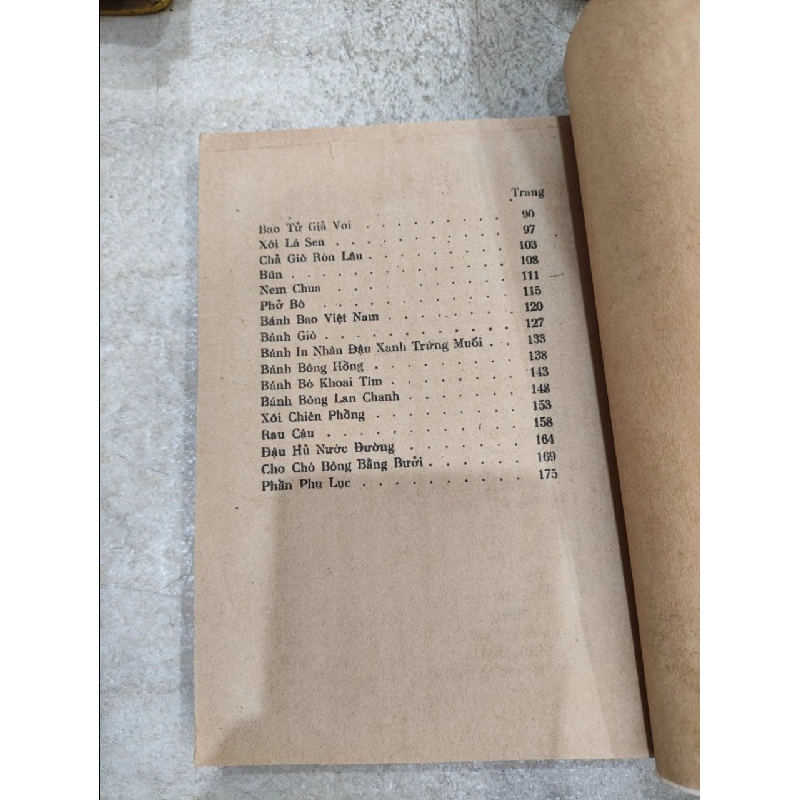 Trang
Bao Tử Giả Voi . . . . . . . . . 90
Xôi Lá Sen . . . . . . . . . 97
Chả Giò Ròn Lâu . . . . . . . . 103
Bún . . . . . . . . . . . 108
Nem Chua . . . . . . . . . . 111
Phở Bò . . . . . . . . . . 115
Bánh Bao Việt Nam . . . . . . . 120
Bánh Giò . . . . . . . . . . 127
Bánh In Nhân Đậu Xanh Trứng Muối . . . 133
Bánh Bông Hồng . . . . . . . . 138
Bánh Bò Khoai Tím . . . . . . . 143
Bánh Bông Lan Chanh . . . . . . 148
Xôi Chiên Phồng . . . . . . . . 153
Rau Câu . . . . . . . . . . 158
Đậu Hủ Nước Đường . . . . . . 164
Cho Chó Bông Bằng Bưởi . . . . . 169
Phần Phụ Lục . . . . . . . . . 175